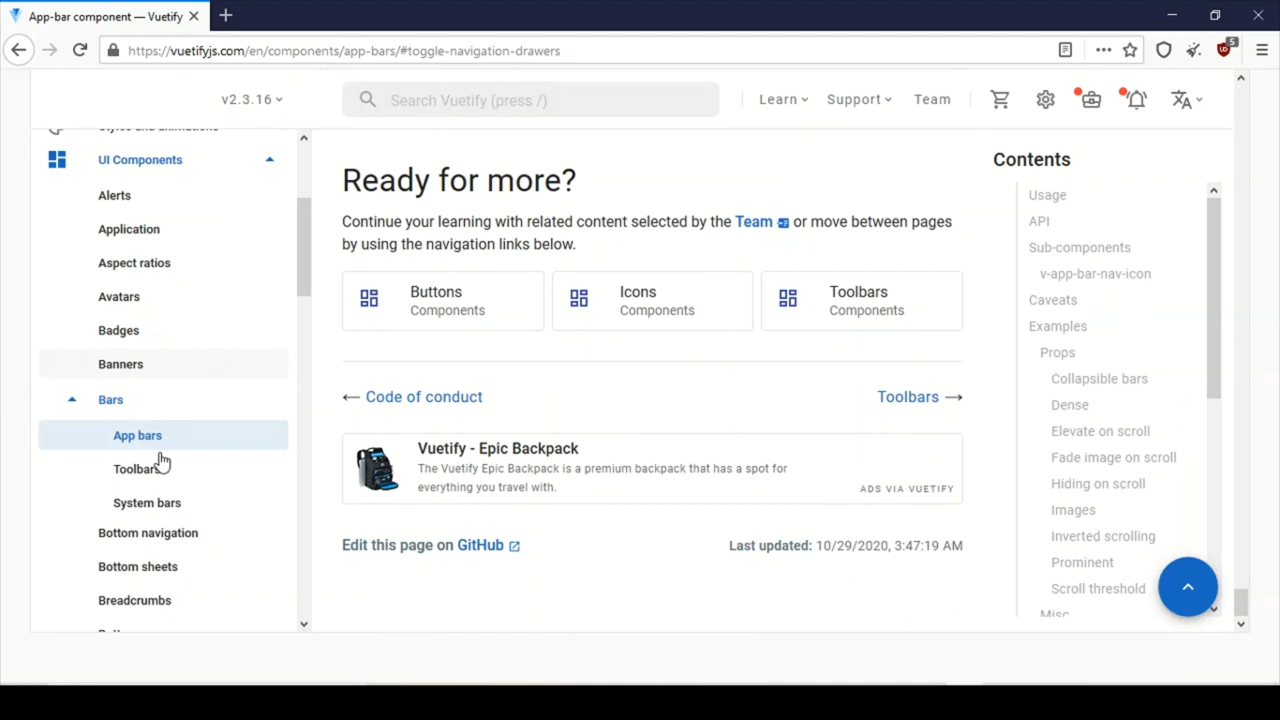 App-bar component — Vuetify
https://vuetifyjs.com/en/components/app-bars/#toggle-navigation-drawers
5
v2.3.16
Search Vuetify (press /)
Learn
Support
Team
Styles and animations
UI Components
Alerts
Application
Aspect ratios
Avatars
Badges
Banners
Bars
App bars
Toolbars
System bars
Bottom navigation
Bottom sheets
Breadcrumbs
Ready for more?
Continue your learning with related content selected by the Team or move between pages
by using the navigation links below.
Buttons
Components
Icons
Components
Toolbars
Components
← Code of conduct
Toolbars →
Vuetify - Epic Backpack
The Vuetify Epic Backpack is a premium backpack that has a spot for
everything you travel with.
ADS VIA VUETIFY
Edit this page on GitHub
Last updated: 10/29/2020, 3:47:19 AM
Contents
Usage
API
Sub-components
v-app-bar-nav-icon
Caveats
Examples
Props
Collapsible bars
Dense
Elevate on scroll
Fade image on scroll
Hiding on scroll
Images
Inverted scrolling
Prominent
Scroll threshold
Misc